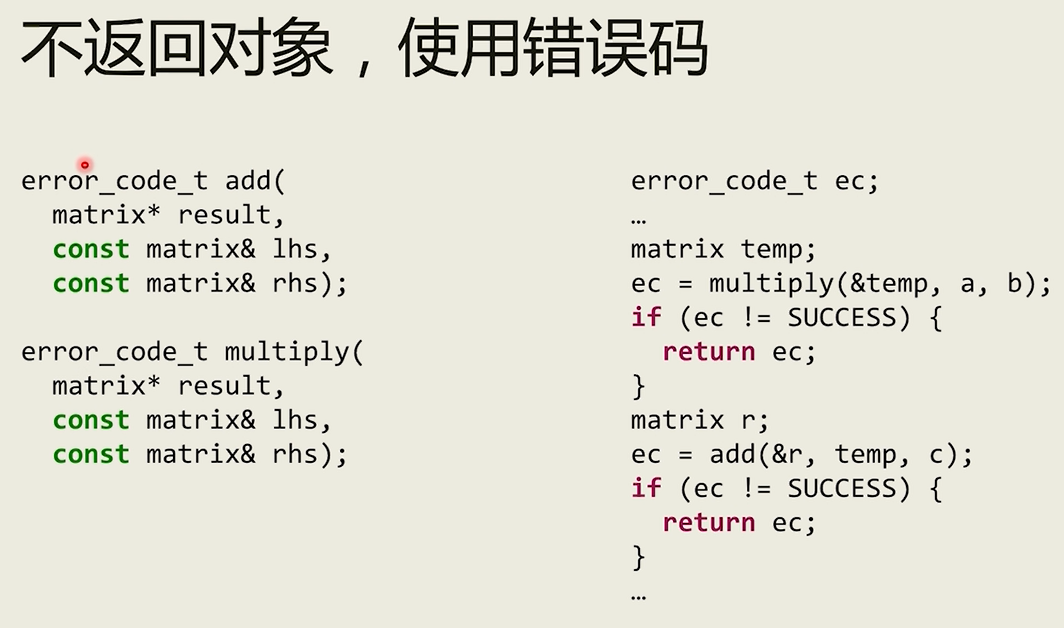 不返回对象，使用错误码
error_code_t add(
  matrix* result,
  const matrix& lhs,
  const matrix& rhs);
error_code_t multiply(
  matrix* result,
  const matrix& lhs,
  const matrix& rhs);
error_code_t ec;
…
matrix temp;
ec = multiply(&temp, a, b);
if (ec != SUCCESS) {
  return ec;
}
matrix r;
ec = add(&r, temp, c);
if (ec != SUCCESS) {
  return ec;
}
…